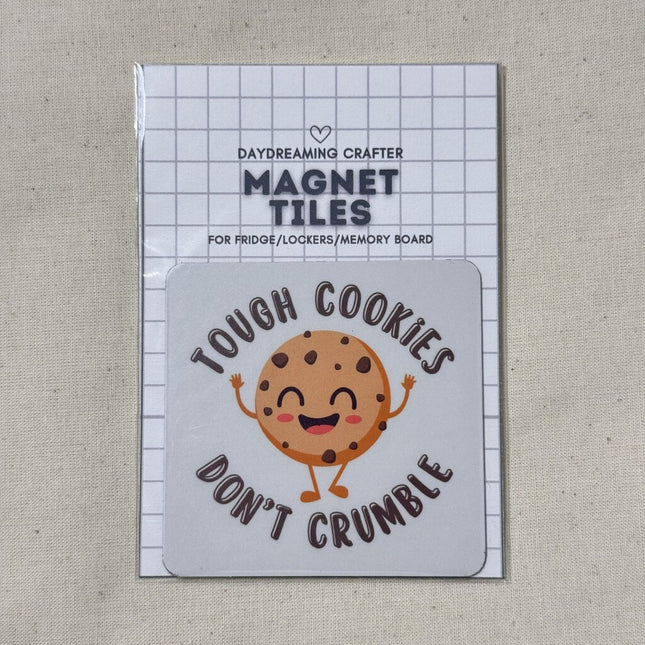 DAYDREAMING CRAFTER
MAGNET
TILES
FOR FRIDGE/LOCKERS/MEMORY BOARD
TOUGH COOKiES
DON'T CRUMBLE